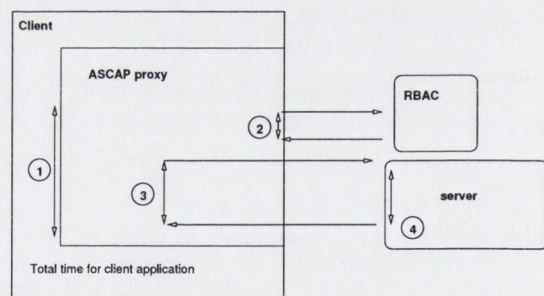 Client
ASCAP proxy
RBAC
2
1
3
server
4
Total time for client application